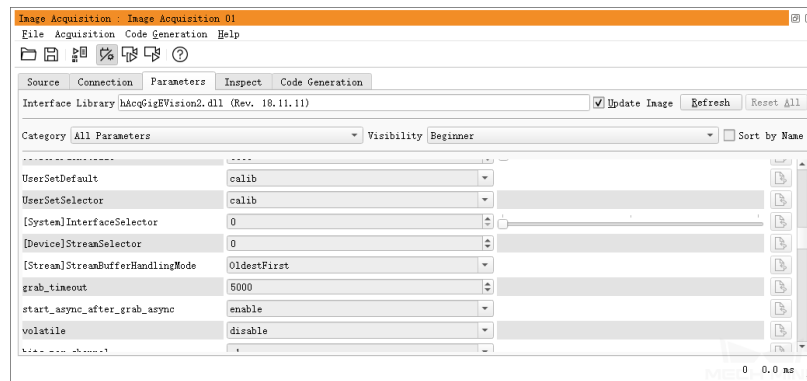 Image Acquisition : Image Acquisition 01
File Acquisition Code Generation Help
Source Connection Parameters Inspect Code Generation
Interface Library hAcqGigEVision2.dll (Rev. 18.11.11) Update Image Refresh Reset All
Category All Parameters Visibility Beginner Sort by Name
UserSetDefault calib
UserSetSelector calib
[System]InterfaceSelector 0
[Device]StreamSelector 0
[Stream]StreamBufferHandlingMode OldestFirst
grab_timeout 5000
start_async_after_grab_async enable
volatile disable
0 0.0 ms